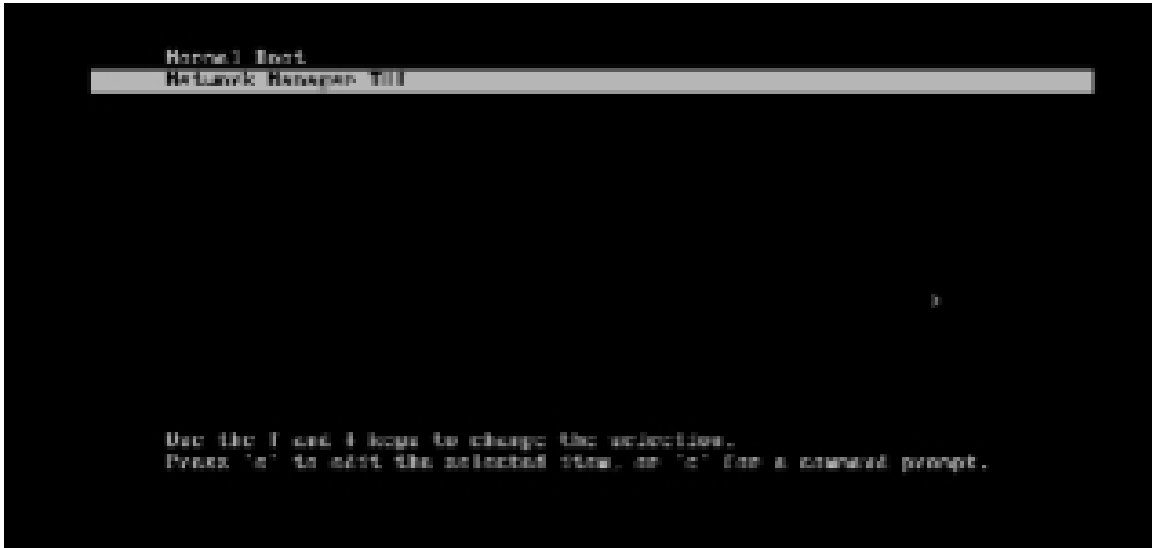 Normal Boot
Network Manager TUI
Use the ↑ and ↓ keys to change the selection.
Press 'e' to edit the selected item, or 'c' for a command prompt.